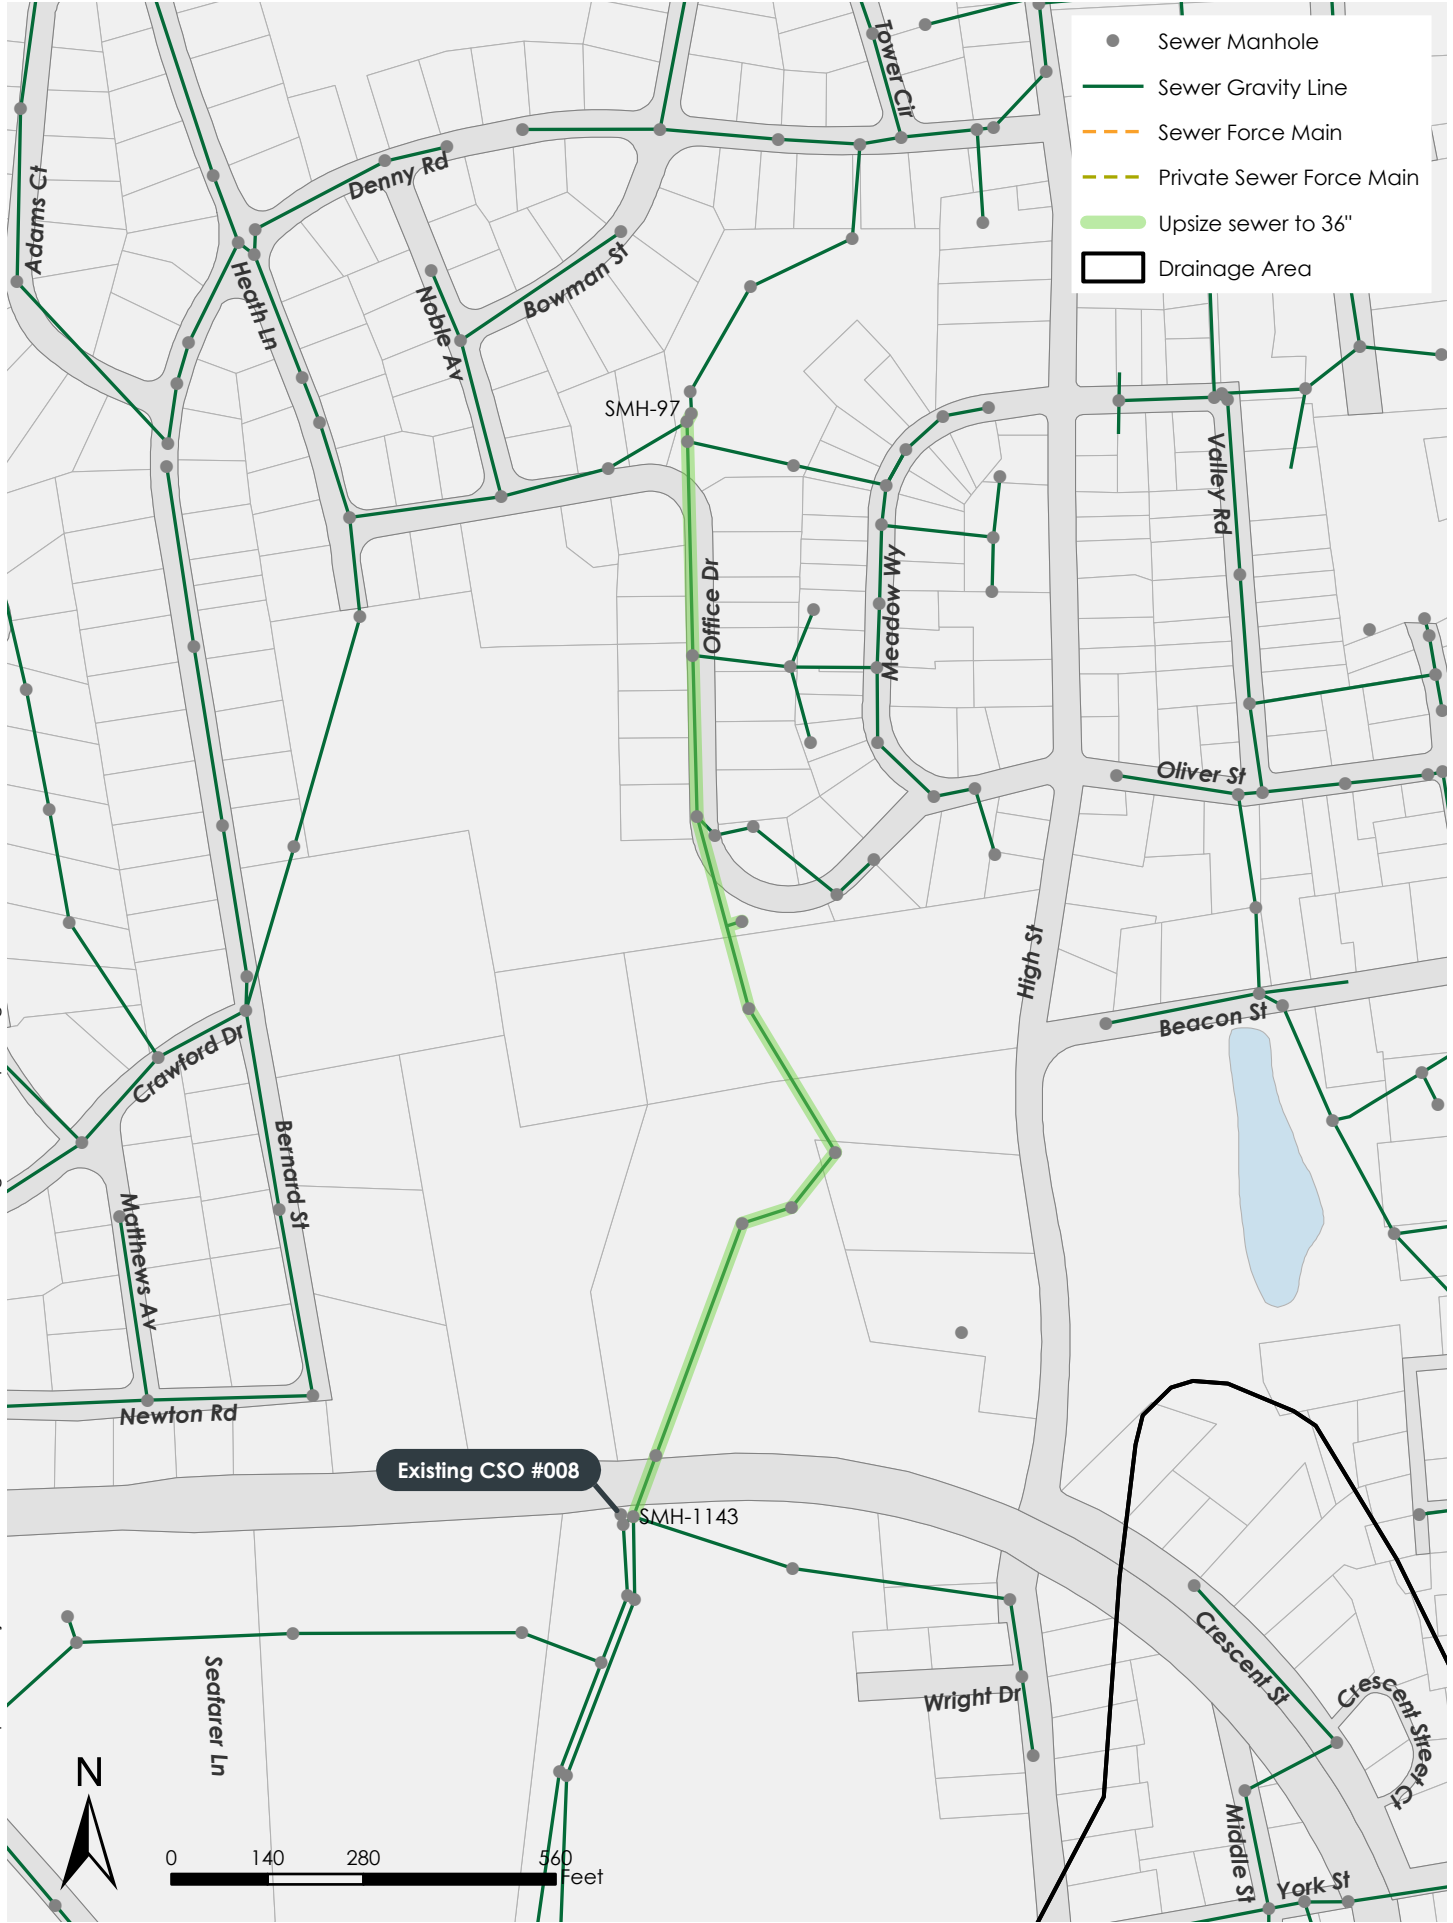 Sewer Manhole
Sewer Gravity Line
Sewer Force Main
Private Sewer Force Main
Upsize sewer to 36"
Drainage Area
Tower Cir
Adams Ct
Denny Rd
Heath Ln
Noble Av
Bowman St
SMH-97
Valley Rd
Office Dr
Meadow Wy
Oliver St
High St
Beacon St
Crawford Dr
Bernard St
Matthews Av
Newton Rd
Existing CSO #008
SMH-1143
Seafarer Ln
Wright Dr
Crescent St
Crescent Street Ct
Middle St
York St
N
0 140 280 560
Feet